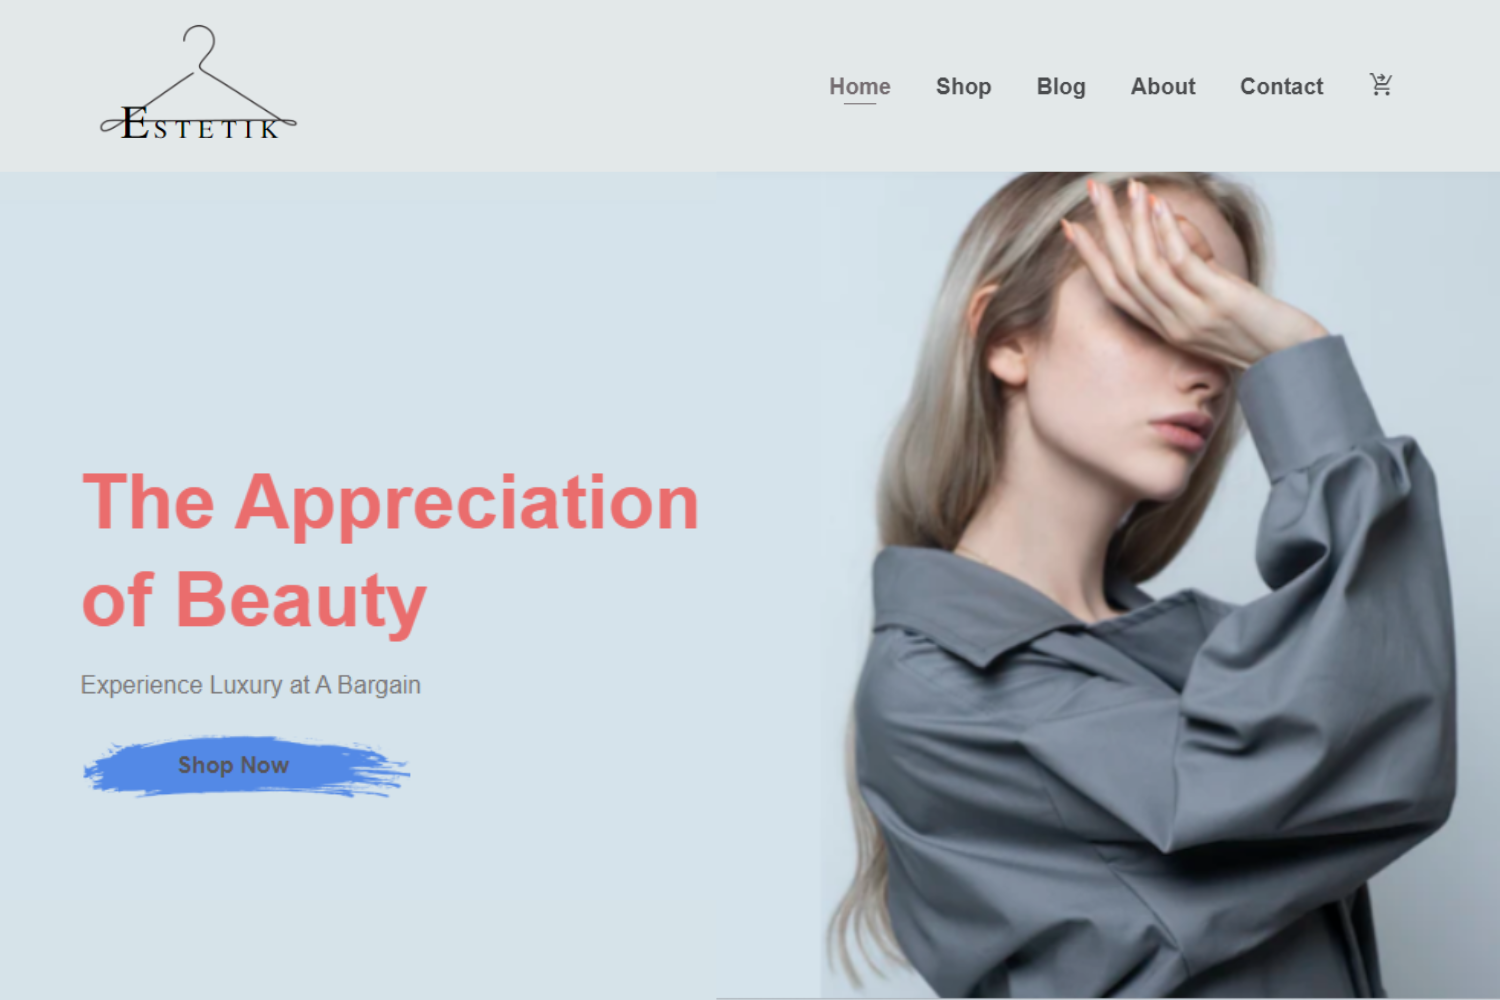 ESTETIK
Home Shop Blog About Contact
The Appreciation
of Beauty
Experience Luxury at A Bargain
Shop Now